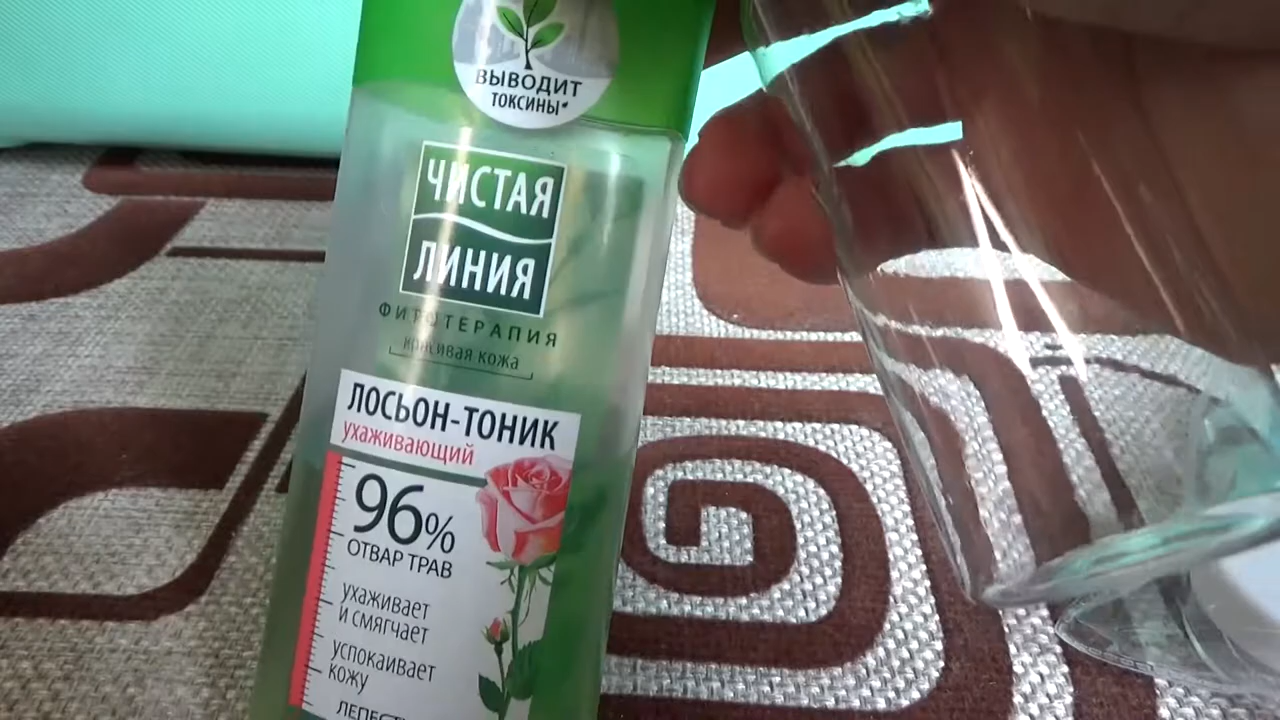 ВЫВОДИТ
ТОКСИНЫ*
ЧИСТАЯ
ЛИНИЯ
ФИТОТЕРАПИЯ
красивая кожа
ЛОСЬОН-ТОНИК
ухаживающий
96%
ОТВАР ТРАВ
ухаживает
и смягчает
успокаивает
кожу